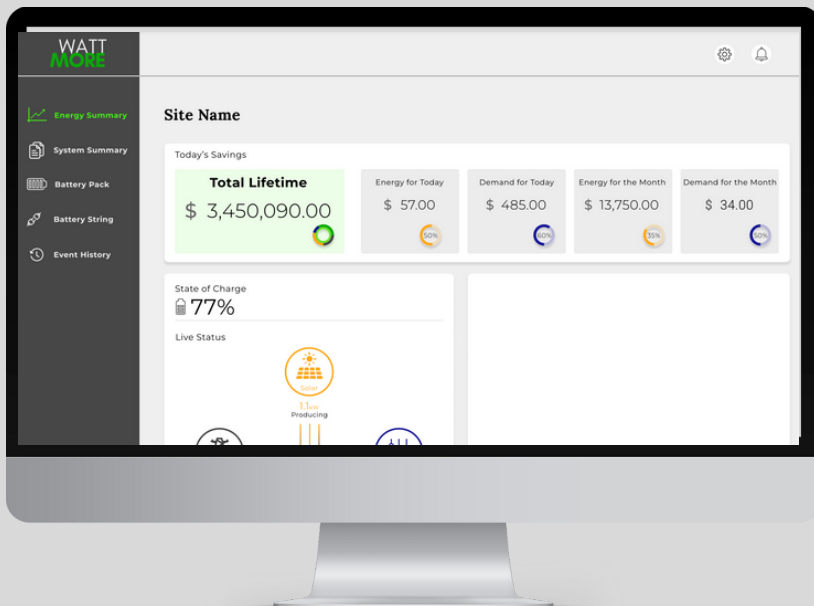 WATT
MORE
Energy Summary
System Summary
Battery Pack
Battery String
Event History
Site Name
Today's Savings
Total Lifetime
$ 3,450,090.00
Energy for Today
$ 57.00
50%
Demand for Today
$ 485.00
60%
Energy for the Month
$ 13,750.00
35%
Demand for the Month
$ 34.00
50%
State of Charge
77%
Live Status
Solar
1.1kW
Producing